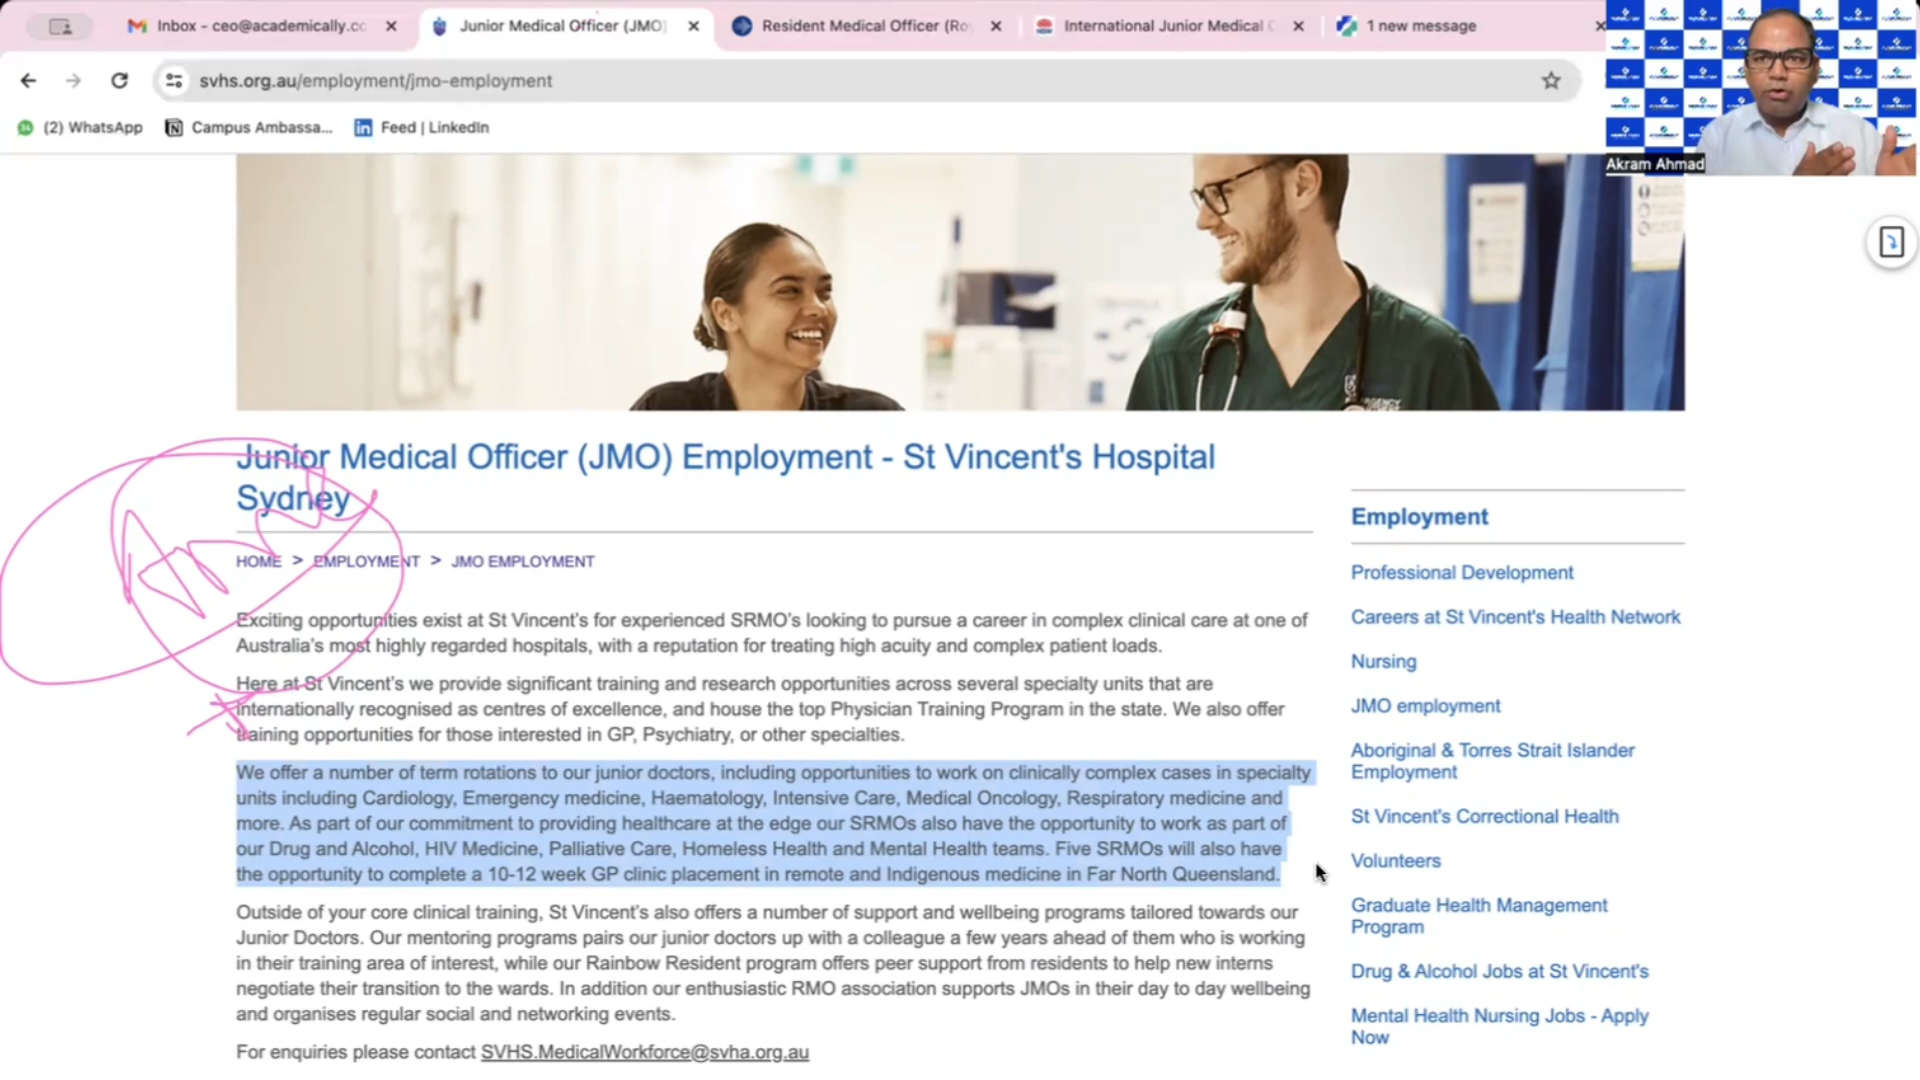 Inbox - ceo@academically.cc
Junior Medical Officer (JMO)
Resident Medical Officer (Ro
International Junior Medical
1 new message
svhs.org.au/employment/jmo-employment
(2) WhatsApp
Campus Ambassa...
Feed | LinkedIn
Akram Ahmad
Junior Medical Officer (JMO) Employment - St Vincent's Hospital
Sydney
HOME > EMPLOYMENT > JMO EMPLOYMENT
Exciting opportunities exist at St Vincent's for experienced SRMO's looking to pursue a career in complex clinical care at one of
Australia's most highly regarded hospitals, with a reputation for treating high acuity and complex patient loads.
Here at St Vincent's we provide significant training and research opportunities across several specialty units that are
internationally recognised as centres of excellence, and house the top Physician Training Program in the state. We also offer
training opportunities for those interested in GP, Psychiatry, or other specialties.
We offer a number of term rotations to our junior doctors, including opportunities to work on clinically complex cases in specialty
units including Cardiology, Emergency medicine, Haematology, Intensive Care, Medical Oncology, Respiratory medicine and
more. As part of our commitment to providing healthcare at the edge our SRMOs also have the opportunity to work as part of
our Drug and Alcohol, HIV Medicine, Palliative Care, Homeless Health and Mental Health teams. Five SRMOs will also have
the opportunity to complete a 10-12 week GP clinic placement in remote and Indigenous medicine in Far North Queensland.
Outside of your core clinical training, St Vincent's also offers a number of support and wellbeing programs tailored towards our
Junior Doctors. Our mentoring programs pairs our junior doctors up with a colleague a few years ahead of them who is working
in their training area of interest, while our Rainbow Resident program offers peer support from residents to help new interns
negotiate their transition to the wards. In addition our enthusiastic RMO association supports JMOs in their day to day wellbeing
and organises regular social and networking events.
For enquiries please contact SVHS.MedicalWorkforce@svha.org.au
Employment
Professional Development
Careers at St Vincent's Health Network
Nursing
JMO employment
Aboriginal & Torres Strait Islander
Employment
St Vincent's Correctional Health
Volunteers
Graduate Health Management
Program
Drug & Alcohol Jobs at St Vincent's
Mental Health Nursing Jobs - Apply
Now